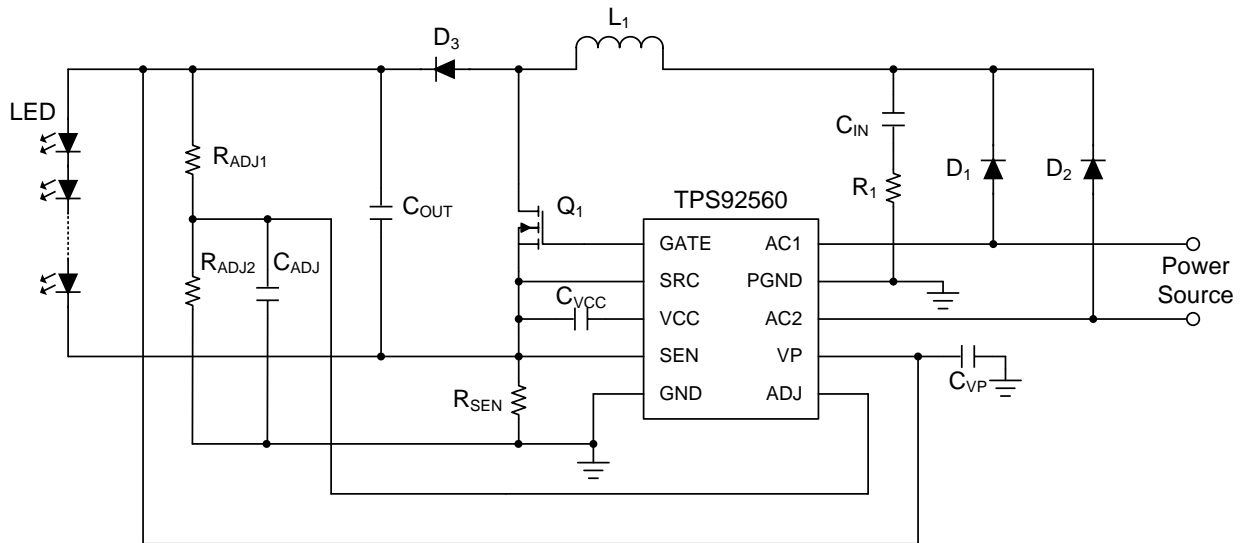 L1
D3
LED
CIN
RADJ1
D1
D2
R1
TPS92560
COUT
Q1
GATE
AC1
RADJ2
CADJ
SRC
PGND
Power
Source
CVCC
VCC
AC2
SEN
VP
CVP
RSEN
GND
ADJ